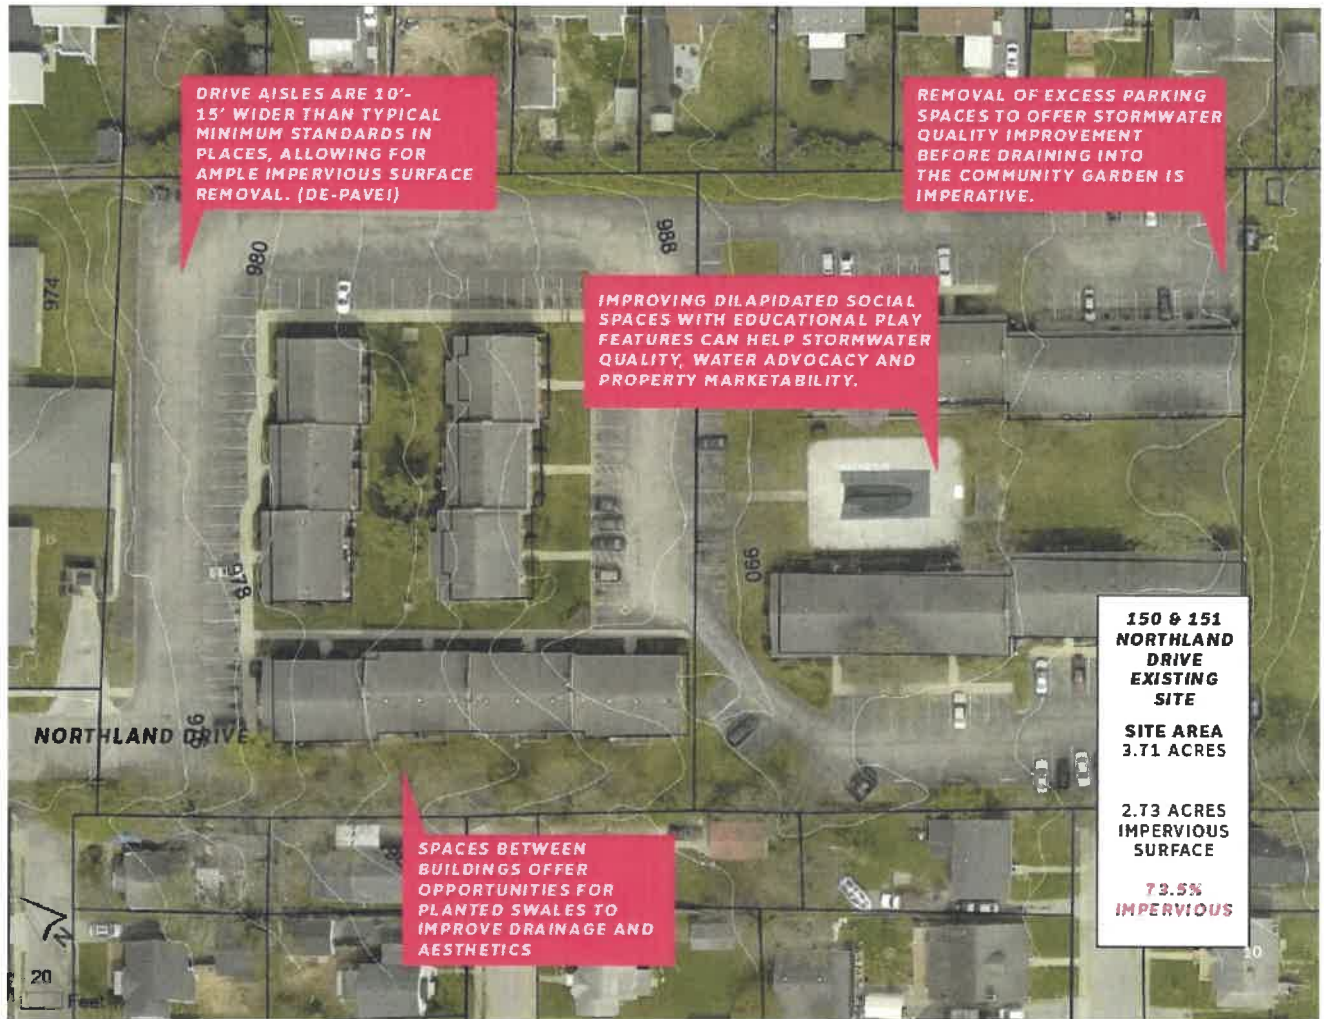 DRIVE AISLES ARE 10'-
15' WIDER THAN TYPICAL
MINIMUM STANDARDS IN
PLACES, ALLOWING FOR
AMPLE IMPERVIOUS SURFACE
REMOVAL. (DE-PAVE!)
REMOVAL OF EXCESS PARKING
SPACES TO OFFER STORMWATER
QUALITY IMPROVEMENT
BEFORE DRAINING INTO
THE COMMUNITY GARDEN IS
IMPERATIVE.
980
988
974
IMPROVING DILAPIDATED SOCIAL
SPACES WITH EDUCATIONAL PLAY
FEATURES CAN HELP STORMWATER
QUALITY, WATER ADVOCACY AND
PROPERTY MARKETABILITY.
978
990
150 & 151
NORTHLAND
DRIVE
EXISTING
SITE
SITE AREA
3.71 ACRES
2.73 ACRES
IMPERVIOUS
SURFACE
73.5%
IMPERVIOUS
NORTHLAND DRIVE
SPACES BETWEEN
BUILDINGS OFFER
OPPORTUNITIES FOR
PLANTED SWALES TO
IMPROVE DRAINAGE AND
AESTHETICS
N
20
Feet